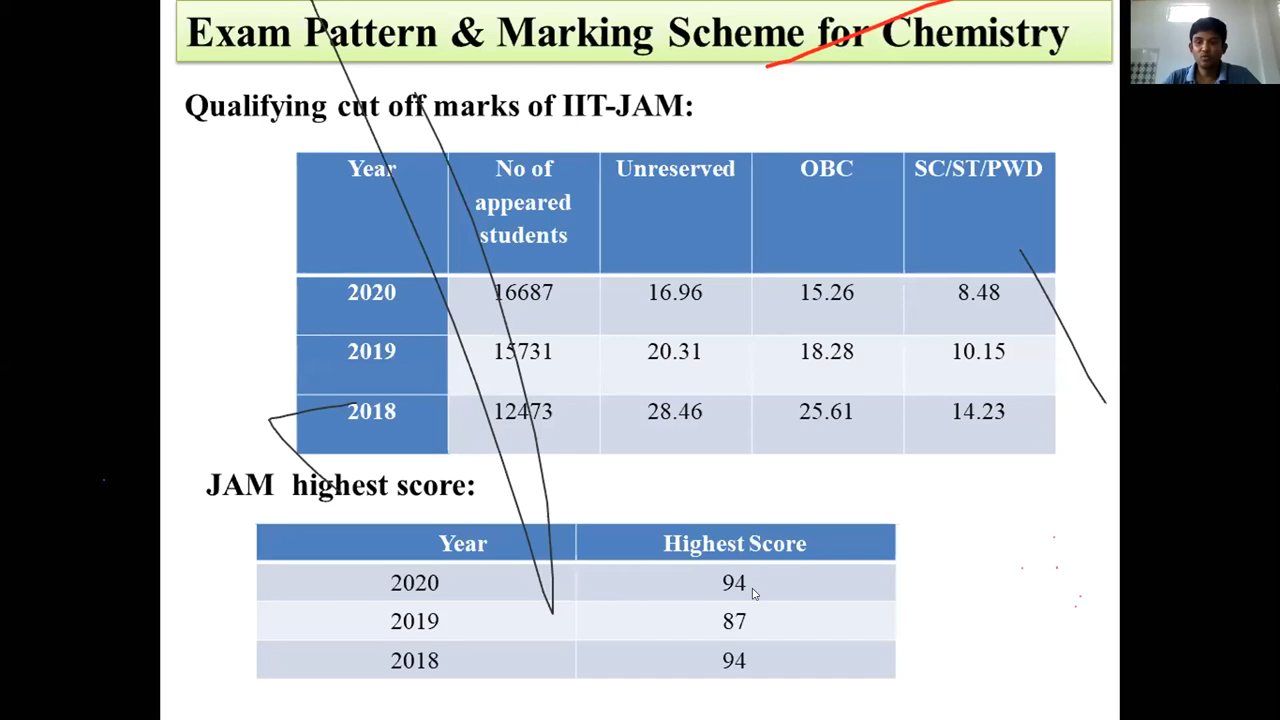 Exam Pattern & Marking Scheme for Chemistry
Qualifying cut off marks of IIT-JAM:
Year No of appeared students Unreserved OBC SC/ST/PWD
2020 16687 16.96 15.26 8.48
2019 15731 20.31 18.28 10.15
2018 12473 28.46 25.61 14.23
JAM highest score:
Year Highest Score
2020 94
2019 87
2018 94